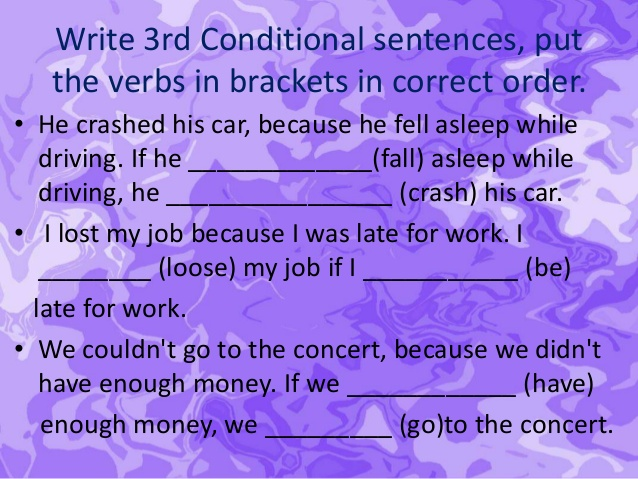 Write 3rd Conditional sentences, put
the verbs in brackets in correct order.
• He crashed his car, because he fell asleep while
driving. If he _____________(fall) asleep while
driving, he ________________ (crash) his car.
• I lost my job because I was late for work. I
________ (loose) my job if I ___________ (be)
late for work.
• We couldn't go to the concert, because we didn't
have enough money. If we ____________ (have)
enough money, we _________ (go)to the concert.